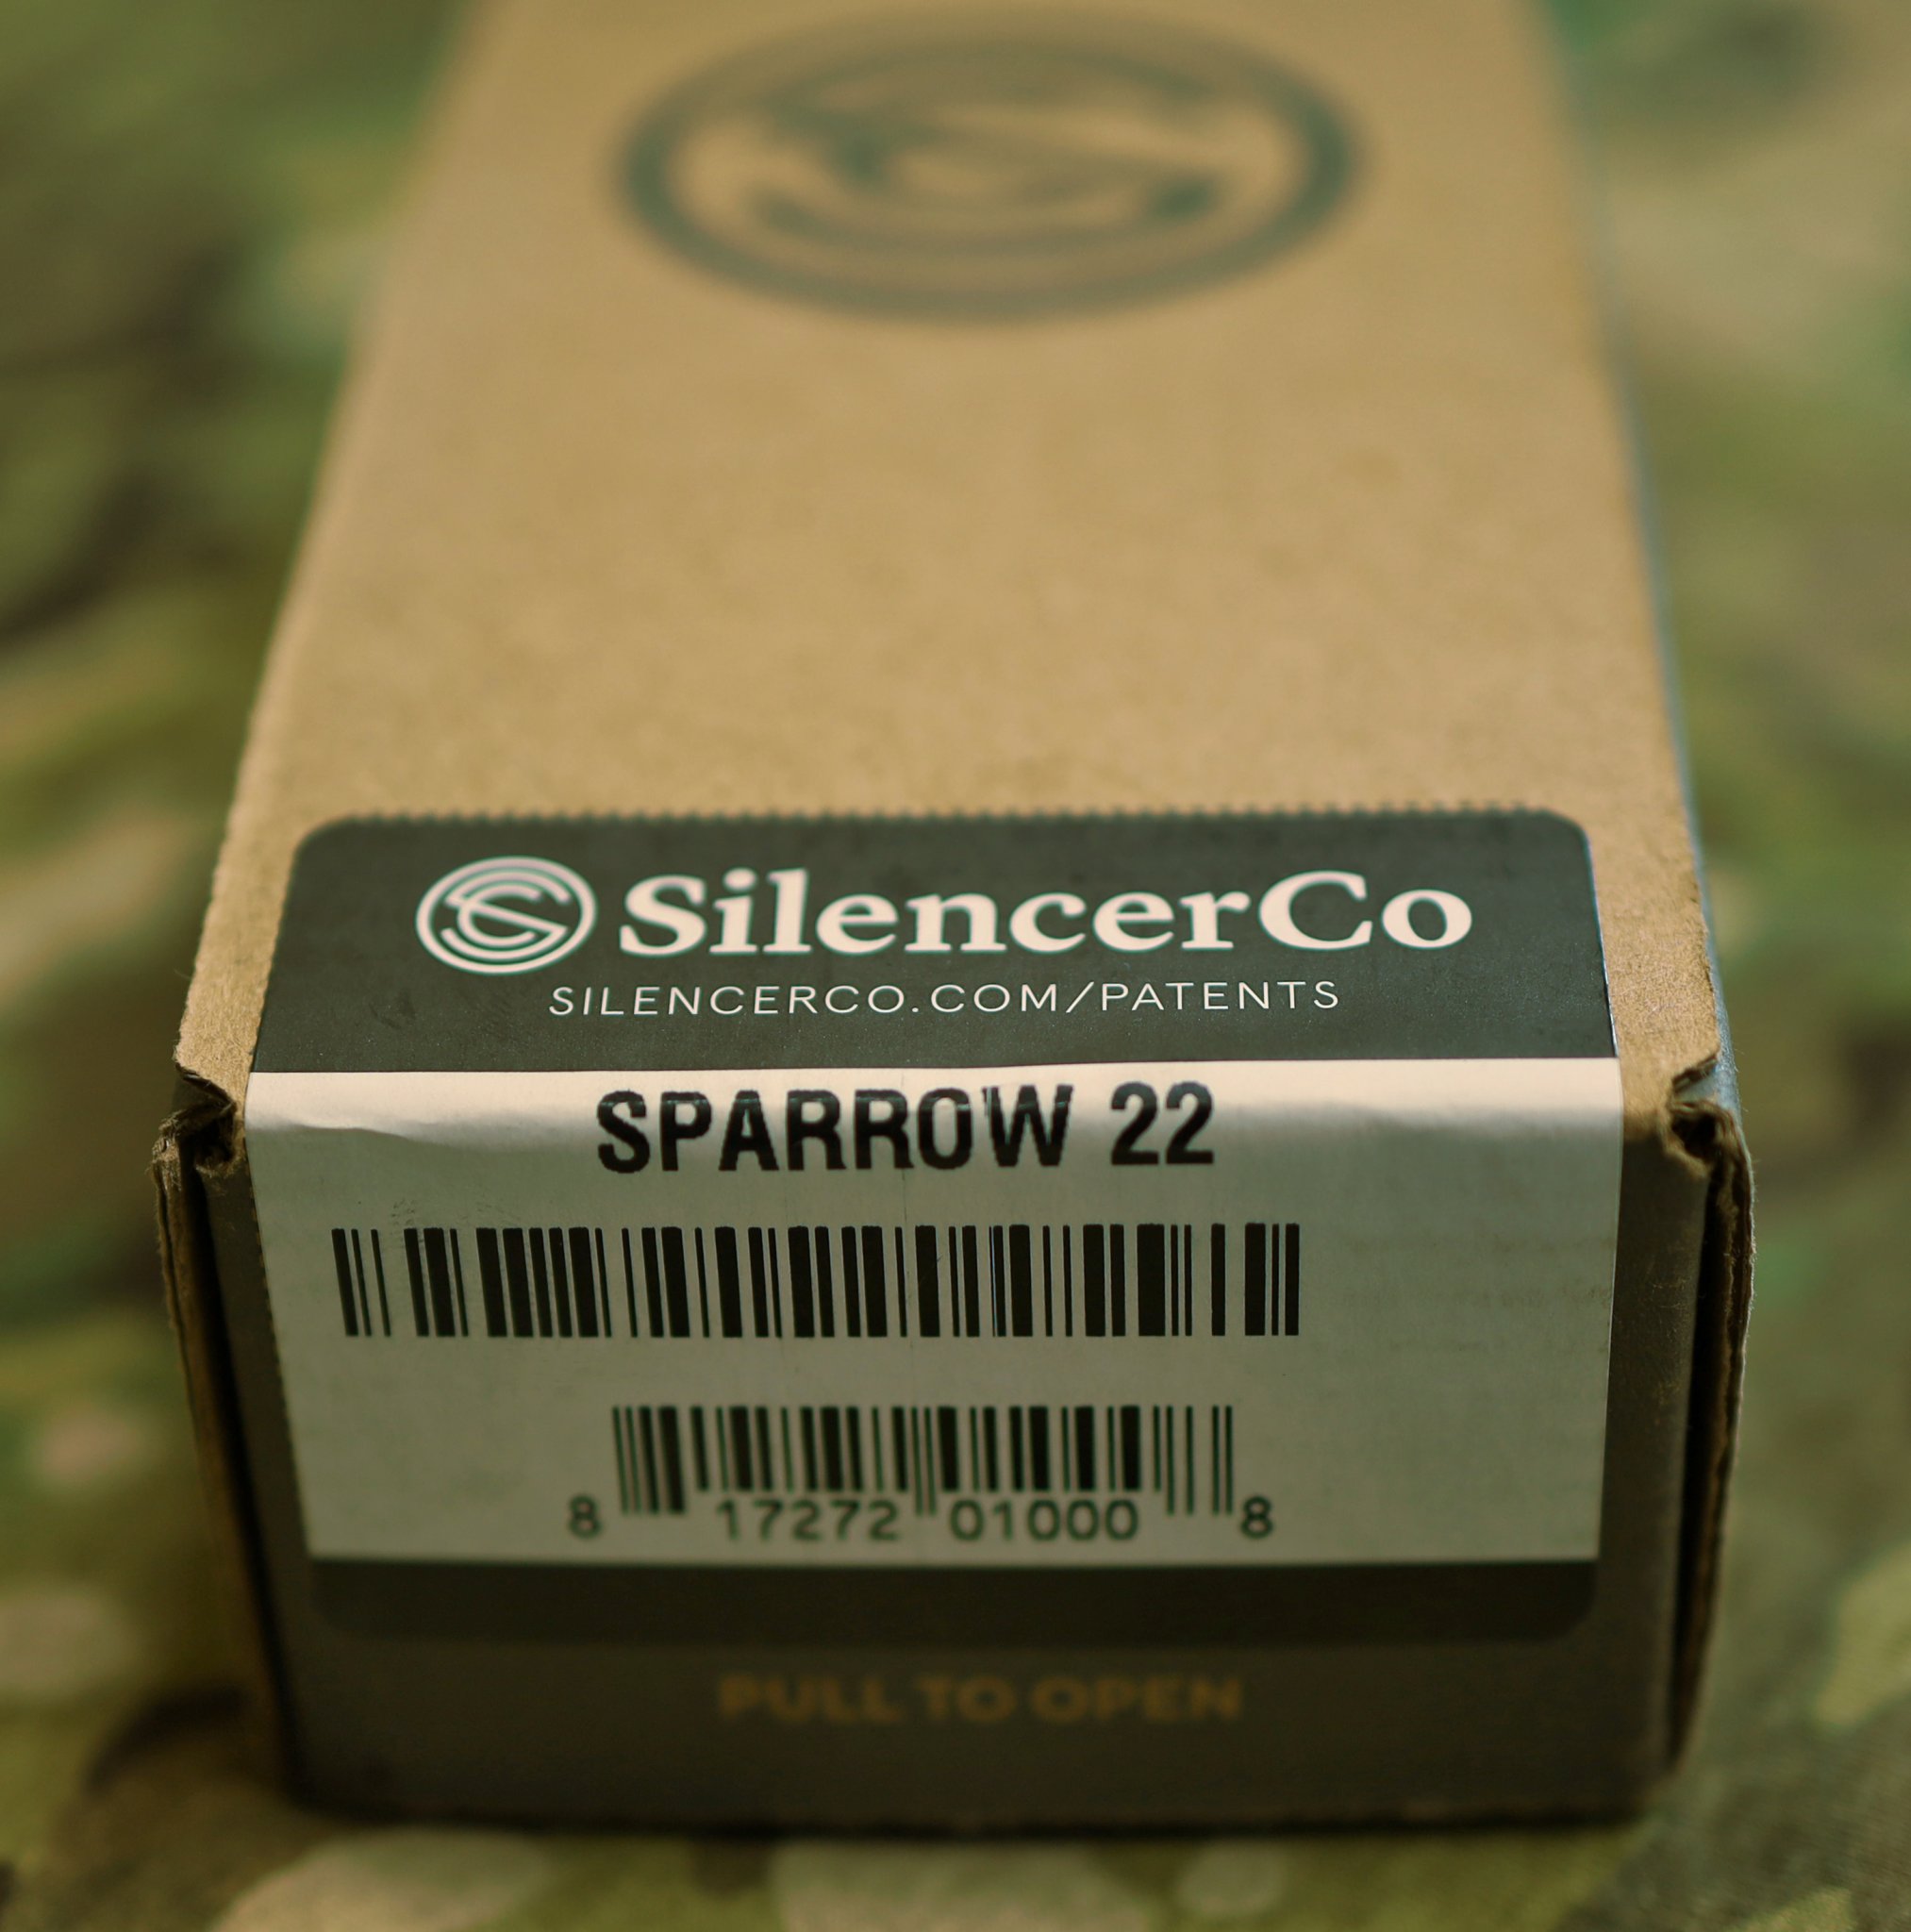 SilencerCo
SILENCERCO.COM/PATENTS
SPARROW 22
8 17272 01000 8
PULL TO OPEN